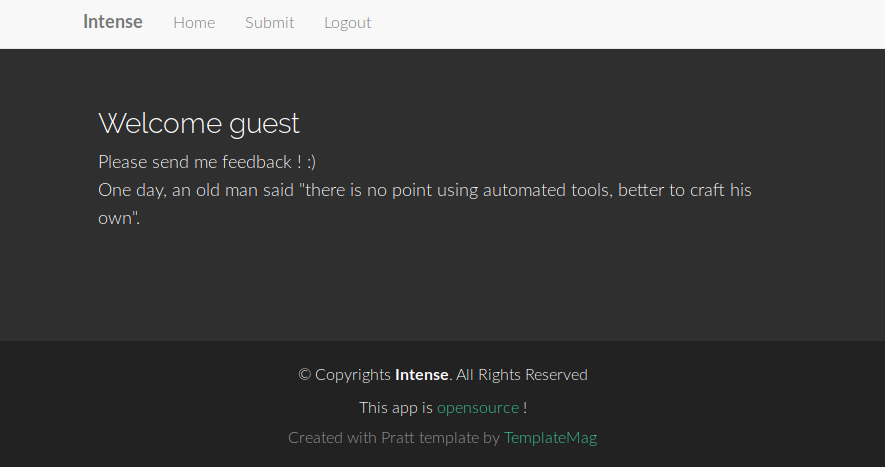 Intense Home Submit Logout
Welcome guest
Please send me feedback ! :)
One day, an old man said "there is no point using automated tools, better to craft his
own".
© Copyrights Intense. All Rights Reserved
This app is opensource !
Created with Pratt template by TemplateMag